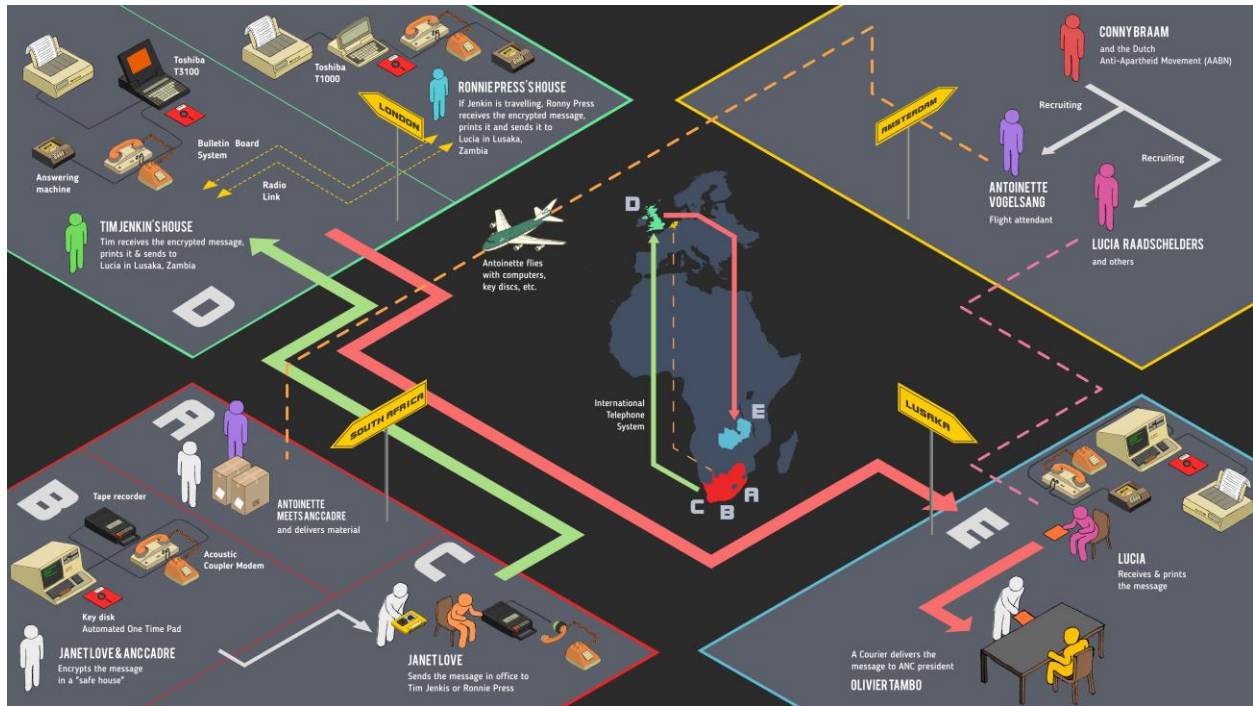 Toshiba
T3100
Toshiba
T1000
Answering
machine
Bulletin Board
System
Radio
Link
LONDON
RONNIE PRESS'S HOUSE
If Jenkin is travelling, Ronny Press
receives the encrypted message,
prints it and sends it to
Lucia in Lusaka,
Zambia
TIM JENKIN'S HOUSE
Tim receives the encrypted message,
prints it & sends to
Lucia in Lusaka, Zambia
D
Antoinette flies
with computers,
key discs, etc.
AMSTERDAM
CONNY BRAAM
and the Dutch
Anti-Apartheid Movement (AABN)
Recruiting
Recruiting
ANTOINETTE
VOGELSANG
Flight attendant
LUCIA RAADSCHELDERS
and others
D
International
Telephone
System
E
C
B
A
SOUTH AFRICA
A
B
C
Tape recorder
Acoustic
Coupler Modem
Key disk
Automated One Time Pad
JANET LOVE & ANC CADRE
Encrypts the message
in a "safe house"
ANTOINETTE
MEETS ANC CADRE
and delivers material
JANET LOVE
Sends the message in office to
Tim Jenkis or Ronnie Press
LUSAKA
E
LUCIA
Receives & prints
the message
A Courier delivers the
message to ANC president
OLIVIER TAMBO